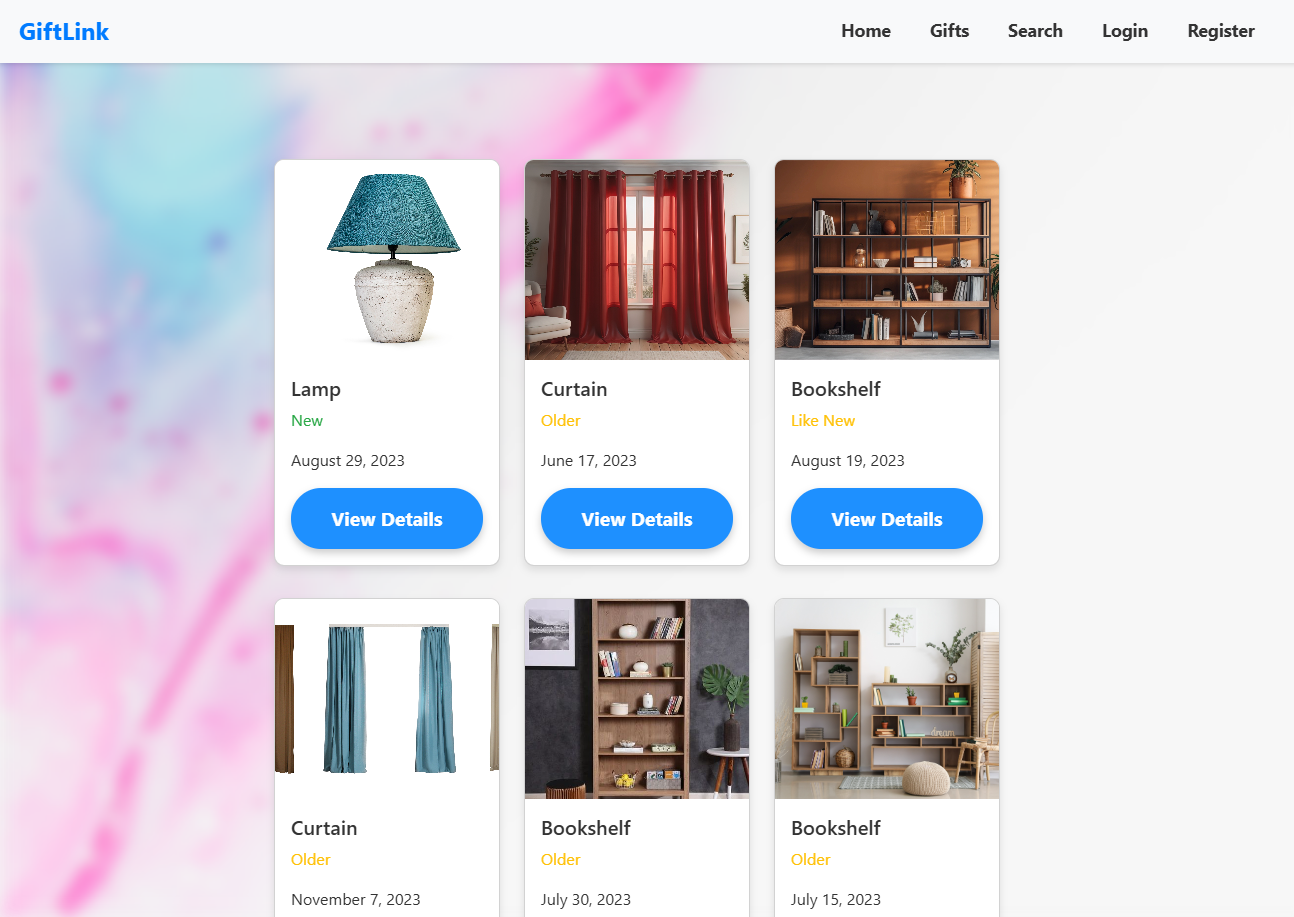 GiftLink
Home Gifts Search Login Register
Lamp
New
August 29, 2023
View Details
Curtain
Older
June 17, 2023
View Details
Bookshelf
Like New
August 19, 2023
View Details
Curtain
Older
November 7, 2023
Bookshelf
Older
July 30, 2023
dream
Bookshelf
Older
July 15, 2023